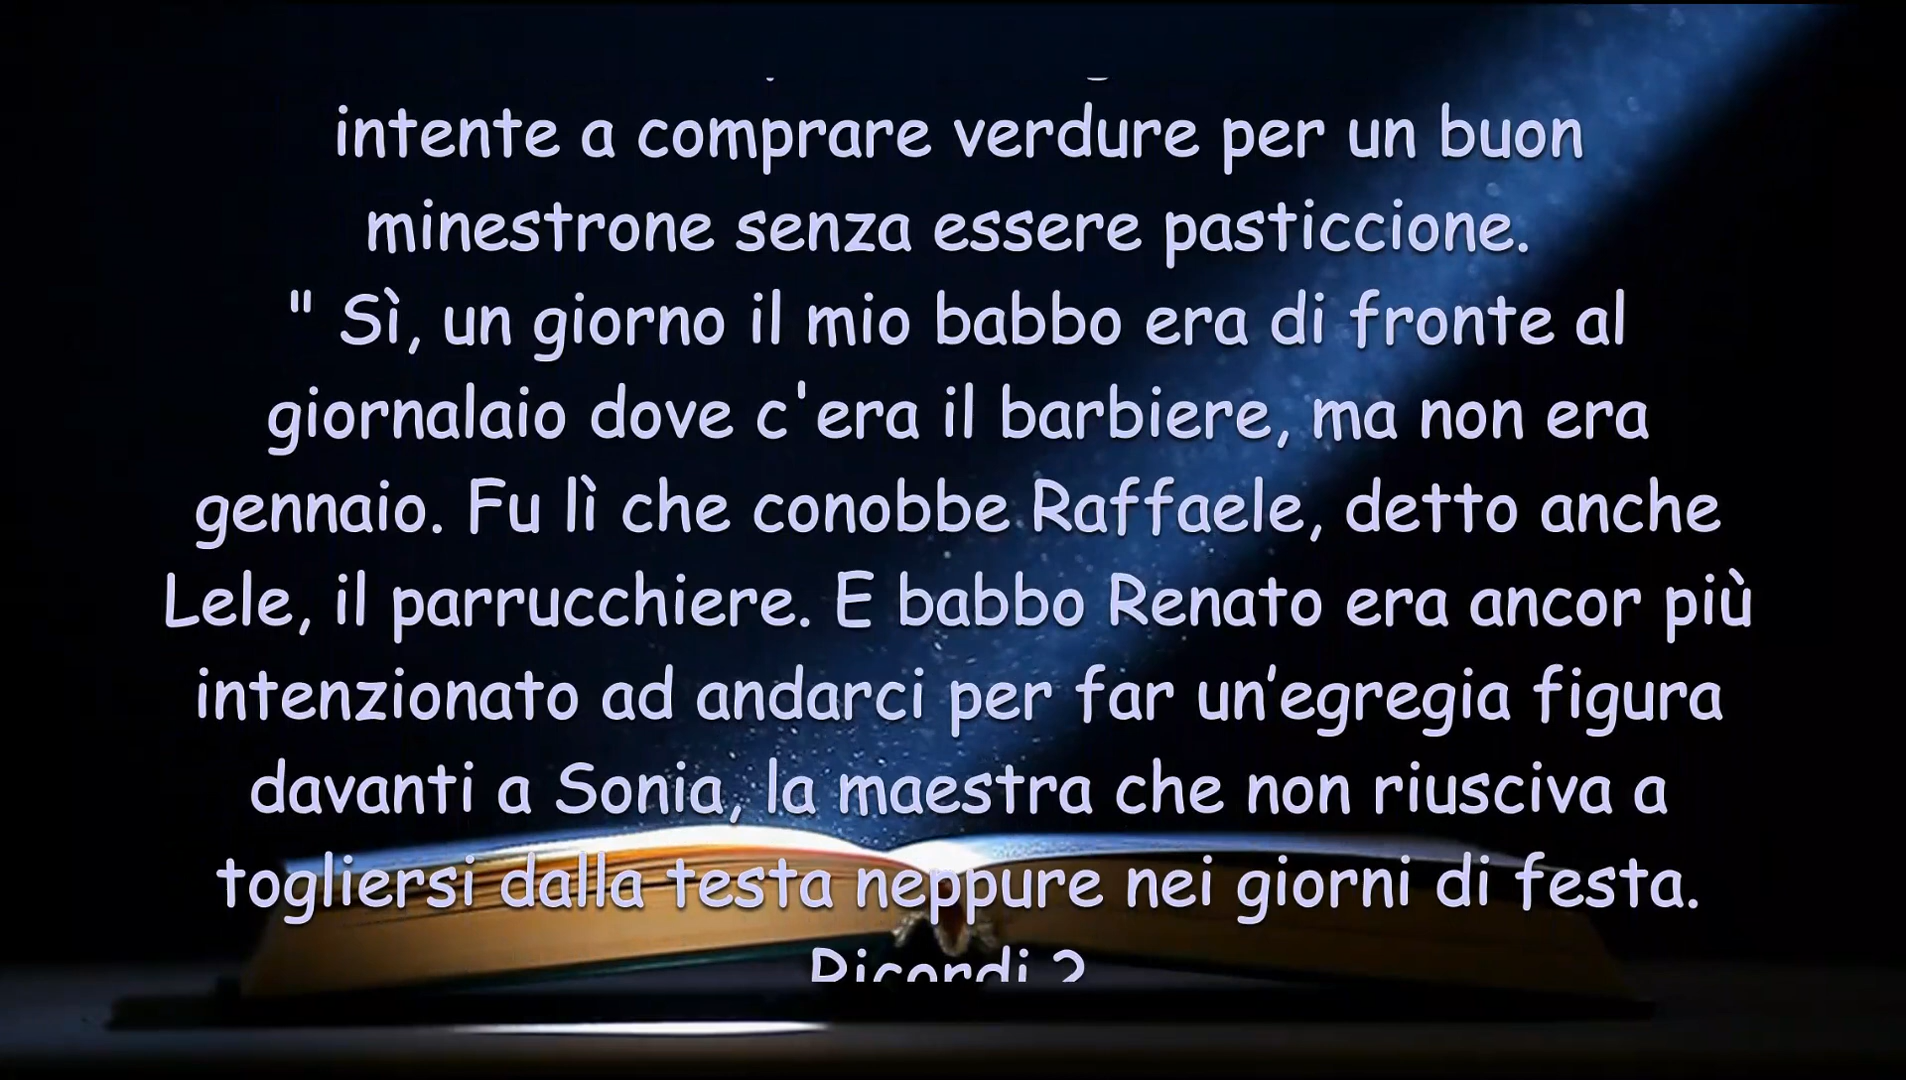 intente a comprare verdure per un buon
minestrone senza essere pasticcione.
" Sì, un giorno il mio babbo era di fronte al
giornalaio dove c'era il barbiere, ma non era
gennaio. Fu lì che conobbe Raffaele, detto anche
Lele, il parrucchiere. E babbo Renato era ancor più
intenzionato ad andarci per far un’egregia figura
davanti a Sonia, la maestra che non riusciva a
togliersi dalla testa neppure nei giorni di festa.
Ricordi ?